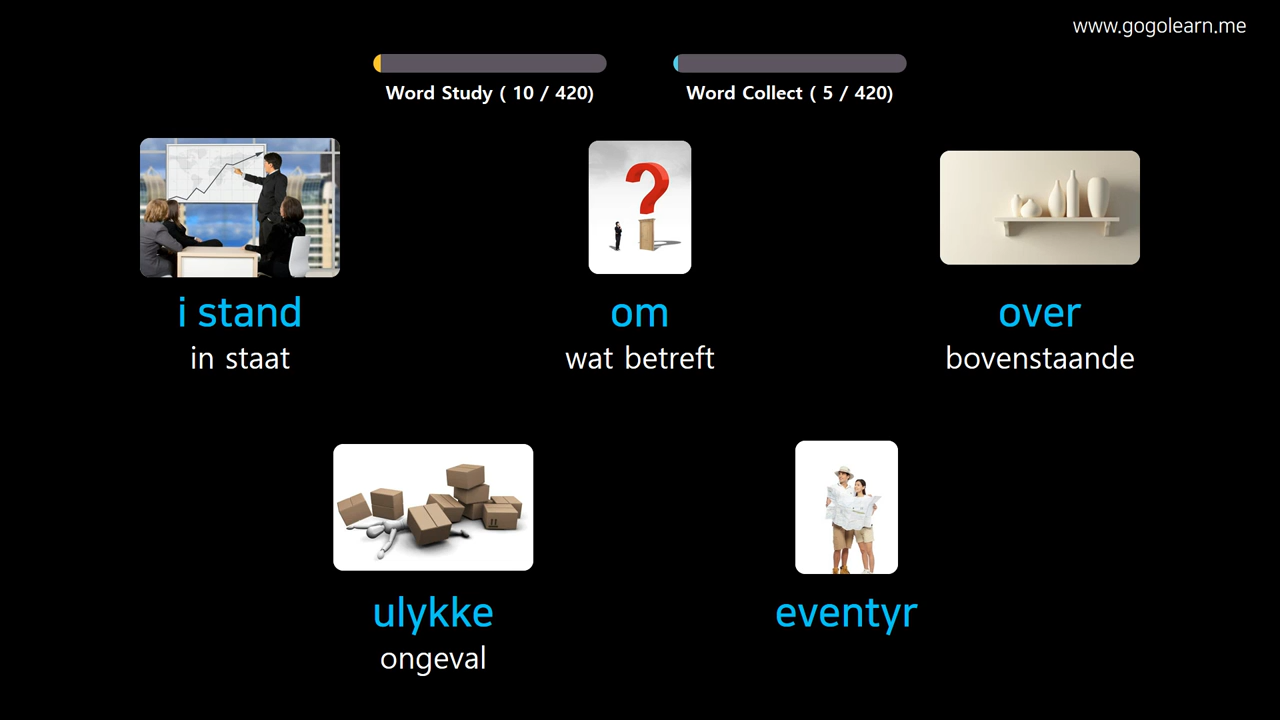 www.gogolearn.me
Word Study ( 10 / 420)
Word Collect ( 5 / 420)
i stand
in staat
om
wat betreft
over
bovenstaande
ulykke
ongeval
eventyr